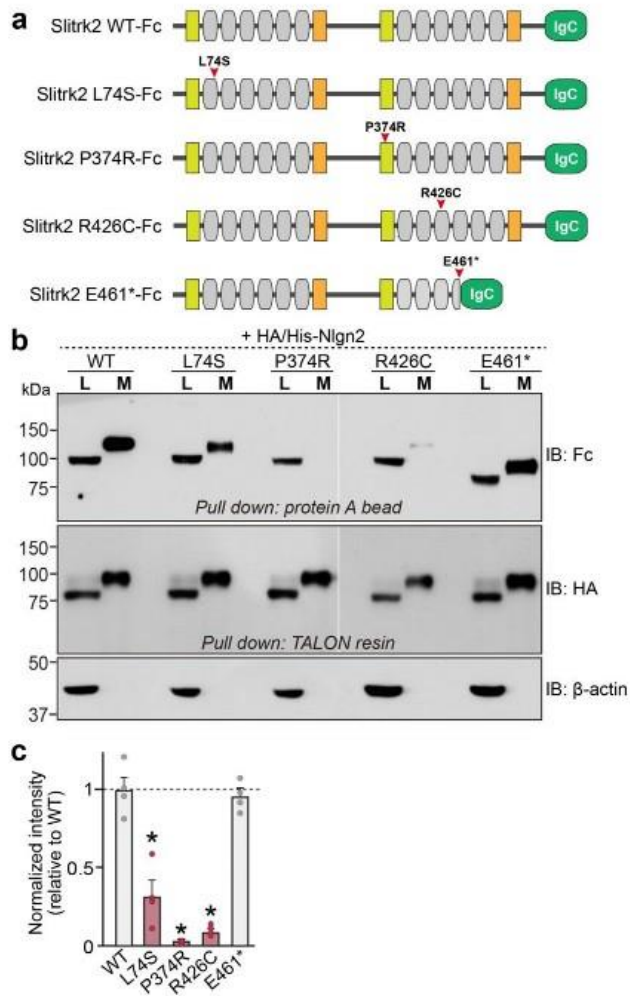 a
Slitrk2 WT-Fc IgC
L74S
Slitrk2 L74S-Fc IgC
P374R
Slitrk2 P374R-Fc IgC
R426C
Slitrk2 R426C-Fc IgC
E461*
Slitrk2 E461*-Fc IgC
b
+ HA/His-Nlgn2
WT L74S P374R R426C E461*
kDa L M L M L M L M L M
150
100
75
IB: Fc
Pull down: protein A bead
150
100
75
IB: HA
Pull down: TALON resin
50
37
IB: β-actin
c
Normalized intensity
(relative to WT)
1
0.5
0
* * *
WT L74S P374R R426C E461*